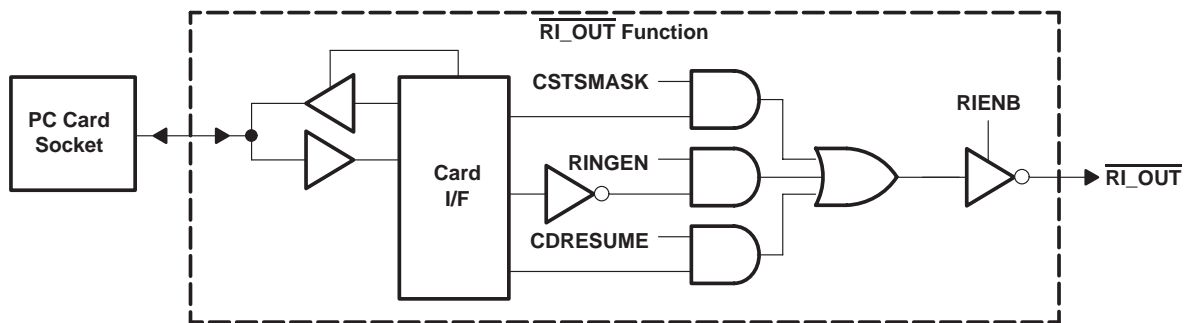 RI_OUT Function
PC Card
Socket
CSTSMASK
RIENB
RINGEN
Card
I/F
RI_OUT
CDRESUME